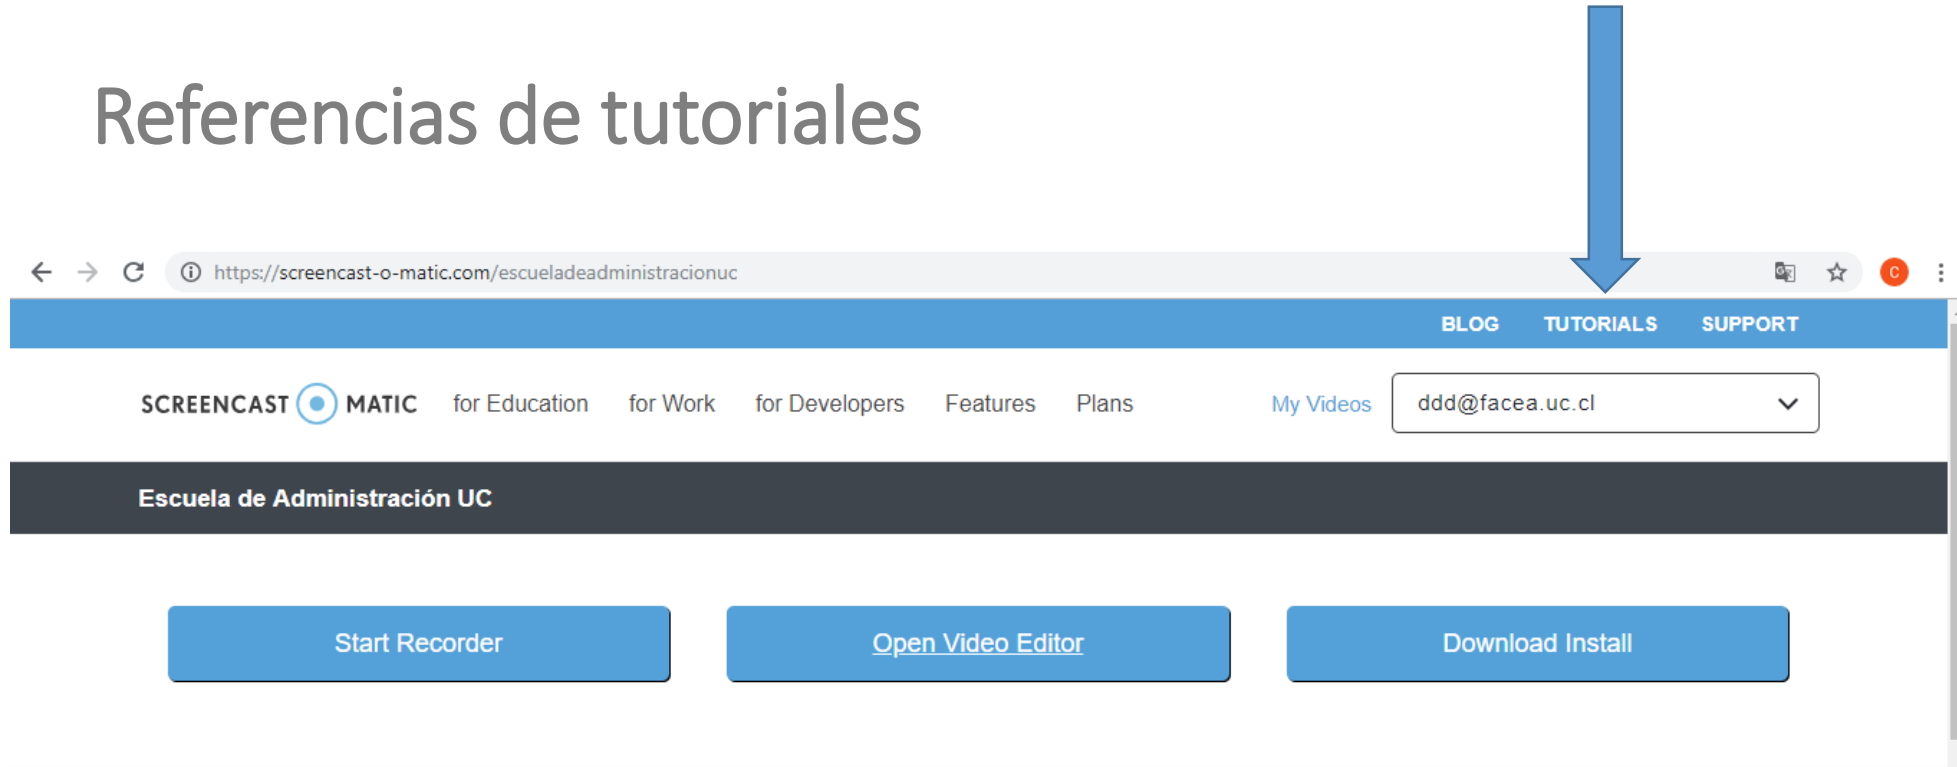 Referencias de tutoriales
https://screencast-o-matic.com/escueladeadministracionuc
C
BLOG TUTORIALS SUPPORT
SCREENCAST MATIC for Education for Work for Developers Features Plans My Videos ddd@facea.uc.cl
Escuela de Administración UC
Start Recorder Open Video Editor Download Install